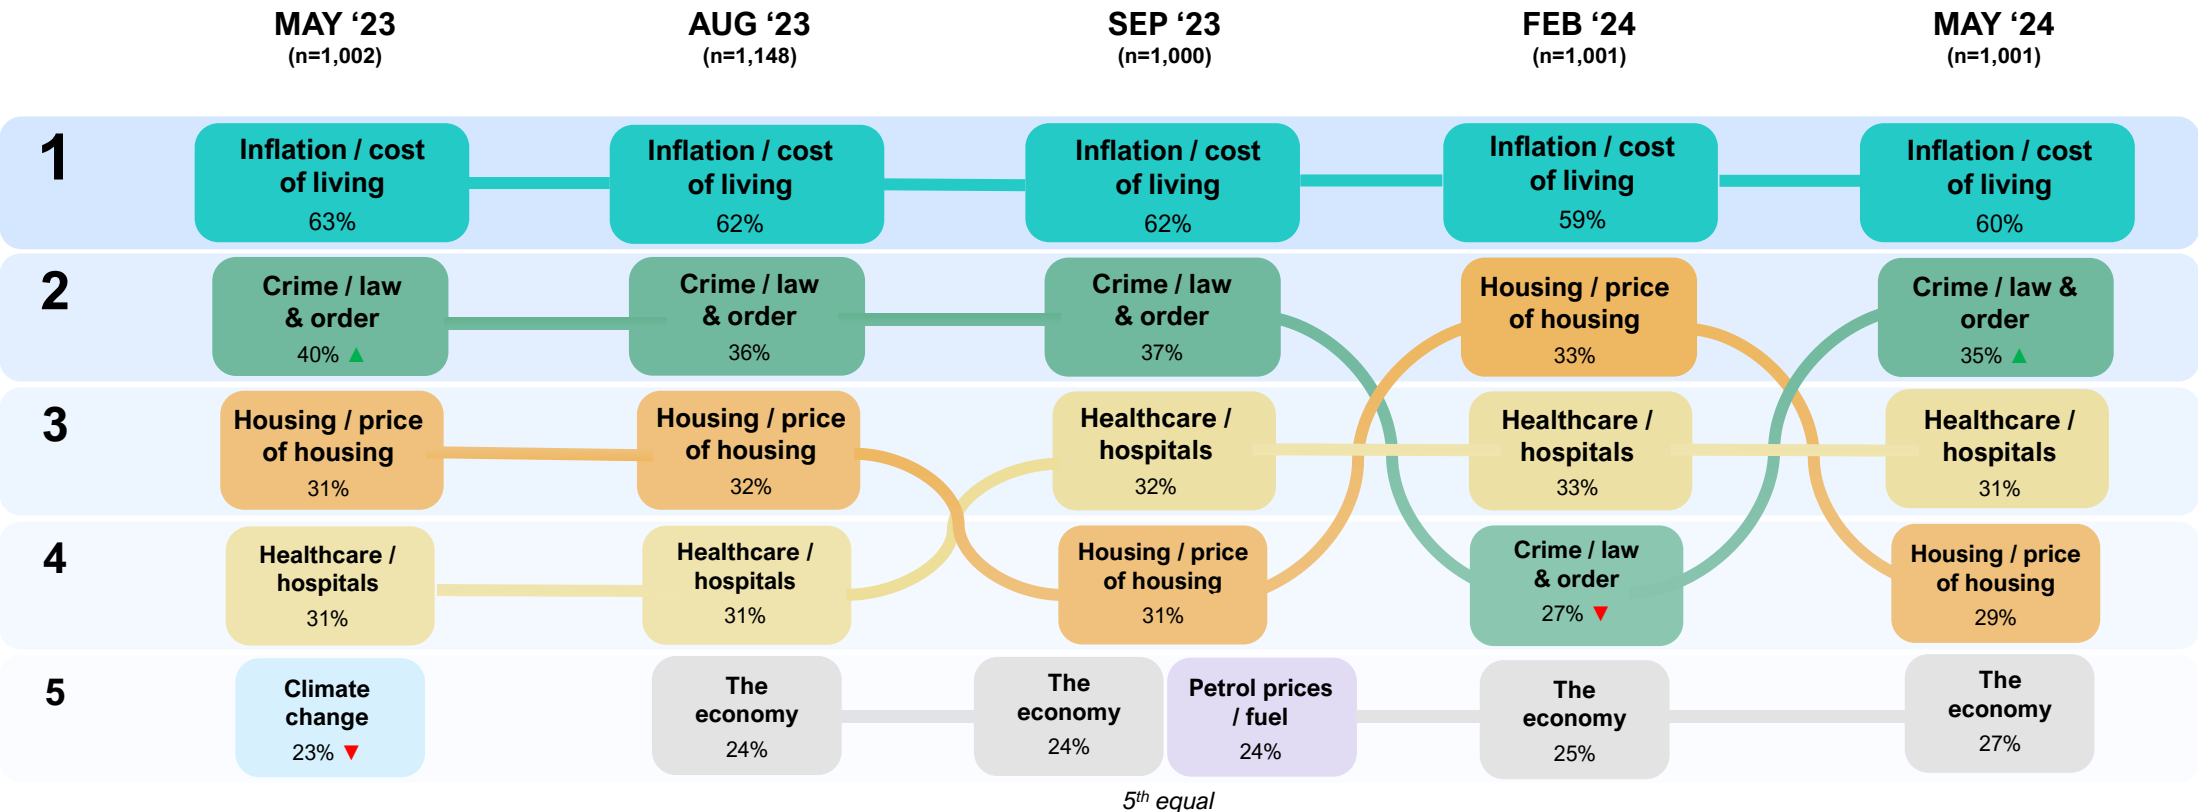 MAY ‘23
(n=1,002)
AUG ‘23
(n=1,148)
SEP ‘23
(n=1,000)
FEB ‘24
(n=1,001)
MAY ‘24
(n=1,001)
1
Inflation / cost
of living
63%
Inflation / cost
of living
62%
Inflation / cost
of living
62%
Inflation / cost
of living
59%
Inflation / cost
of living
60%
2
Crime / law
& order
40% ▲
Crime / law
& order
36%
Crime / law
& order
37%
Housing / price
of housing
33%
Crime / law &
order
35% ▲
3
Housing / price
of housing
31%
Housing / price
of housing
32%
Healthcare /
hospitals
32%
Healthcare /
hospitals
33%
Healthcare /
hospitals
31%
4
Healthcare /
hospitals
31%
Healthcare /
hospitals
31%
Housing / price
of housing
31%
Crime / law
& order
27% ▼
Housing / price
of housing
29%
5
Climate
change
23% ▼
The
economy
24%
The
economy
24%
Petrol prices
/ fuel
24%
The
economy
25%
The
economy
27%
5th equal